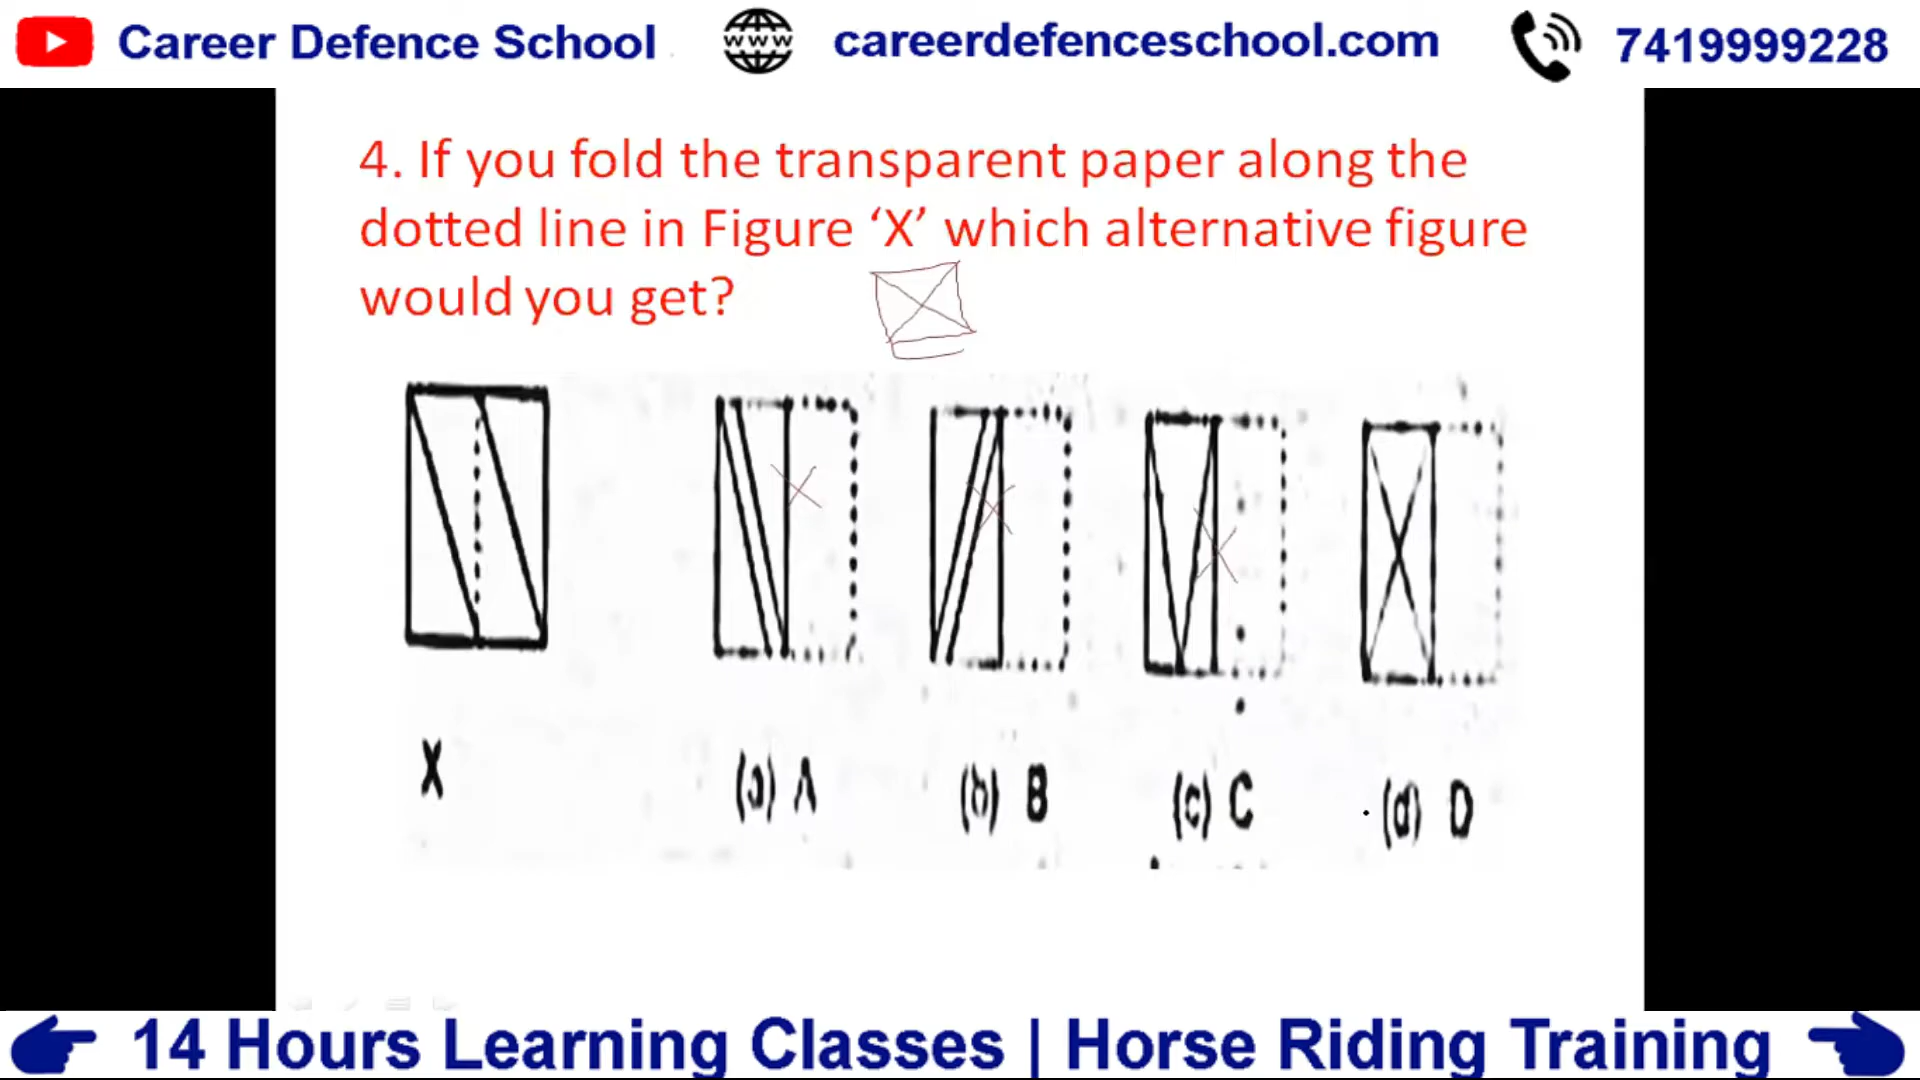 Career Defence School
www
careerdefenceschool.com
7419999228
4. If you fold the transparent paper along the
dotted line in Figure ‘X’ which alternative figure
would you get?
X
(a) A
(b) B
(c) C
(d) D
14 Hours Learning Classes | Horse Riding Training